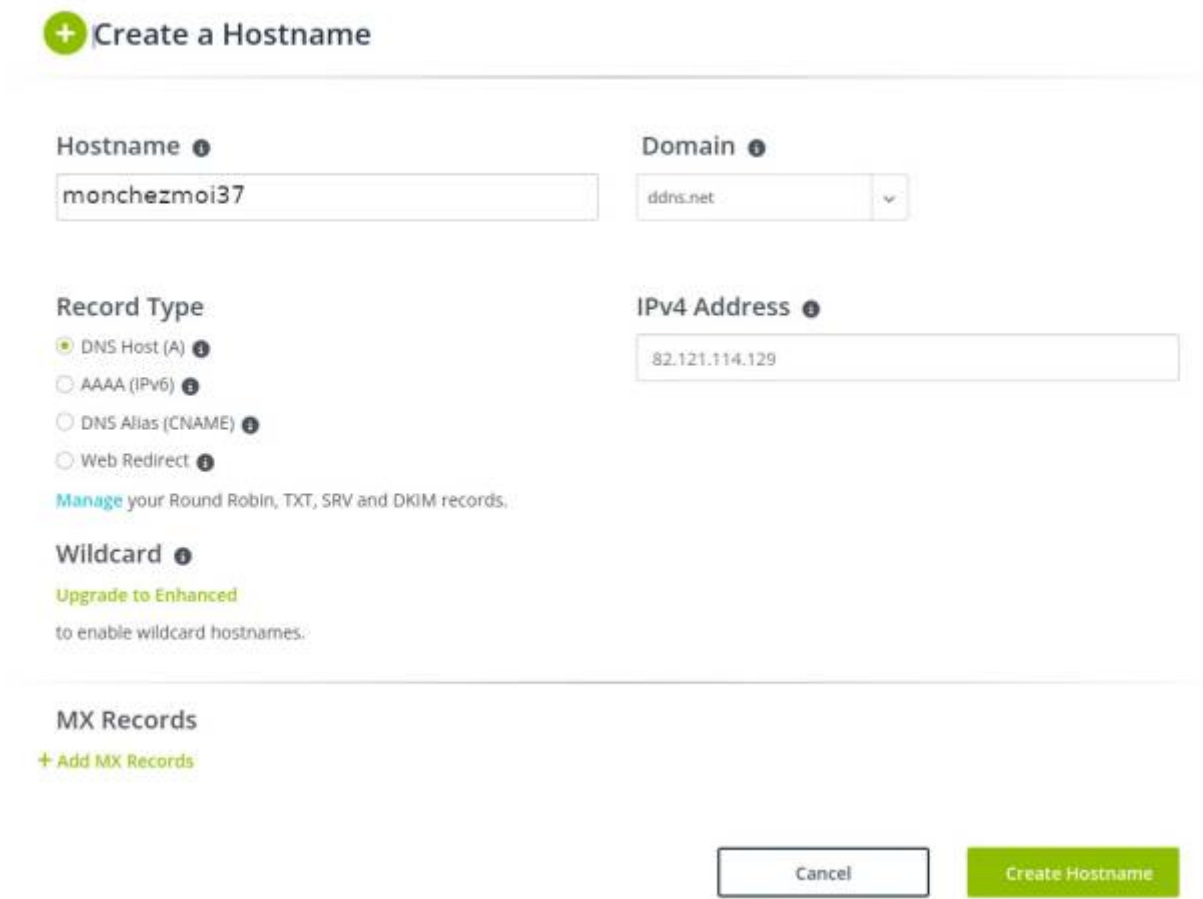 Create a Hostname
Hostname
Domain
monchezmoi37
ddns.net
Record Type
IPv4 Address
DNS Host (A)
82.121.114.129
AAAA (IPv6)
DNS Alias (CNAME)
Web Redirect
Manage your Round Robin, TXT, SRV and DKIM records.
Wildcard
Upgrade to Enhanced
to enable wildcard hostnames.
MX Records
+ Add MX Records
Cancel
Create Hostname